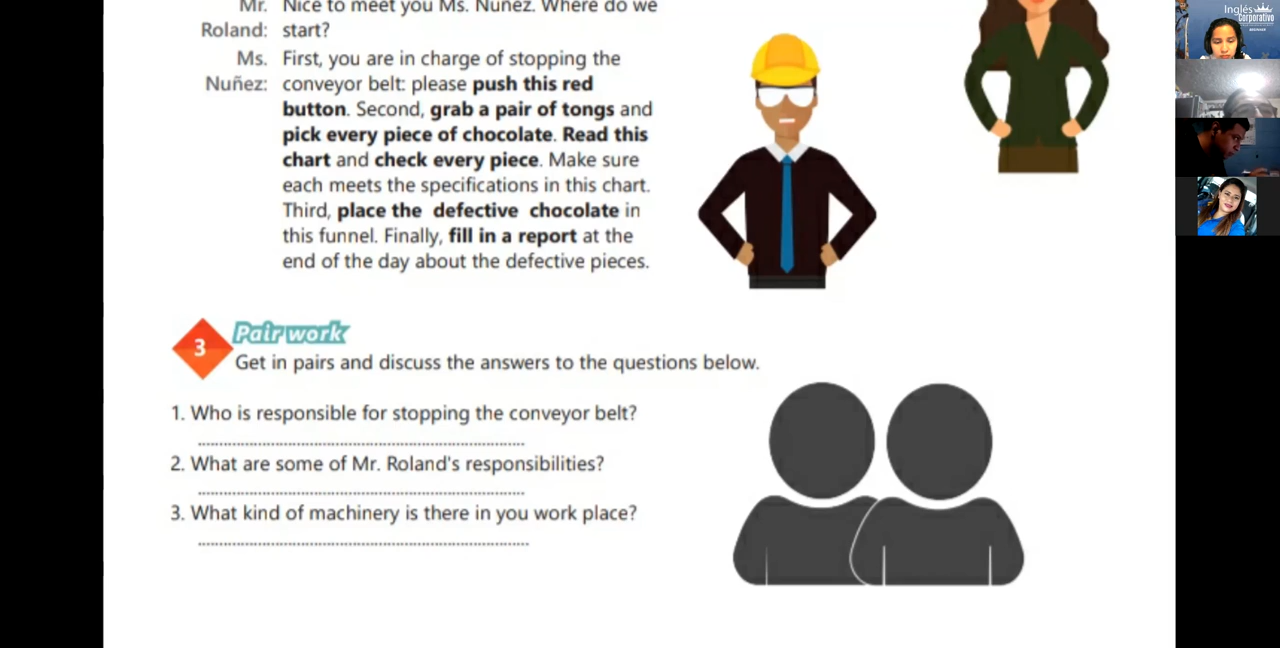 Mr. Nice to meet you Ms. Nuñez. Where do we
Roland: start?
Ms. First, you are in charge of stopping the
Nuñez: conveyor belt: please push this red
button. Second, grab a pair of tongs and
pick every piece of chocolate. Read this
chart and check every piece. Make sure
each meets the specifications in this chart.
Third, place the defective chocolate in
this funnel. Finally, fill in a report at the
end of the day about the defective pieces.
3
Pair work
Get in pairs and discuss the answers to the questions below.
1. Who is responsible for stopping the conveyor belt?
2. What are some of Mr. Roland's responsibilities?
3. What kind of machinery is there in you work place?
Inglés
Corporativo